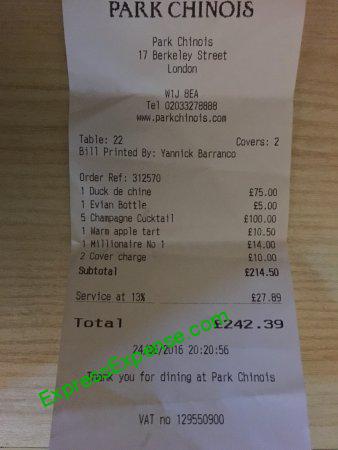 PARK CHINOIS
Park Chinois
17 Berkeley Street
London
W1J 8EA
Tel 02033278888
www.parkchinois.com
Table: 22 Covers: 2
Bill Printed By: Yannick Barranco
Order Ref: 312570
1 Duck de chine £75.00
1 Evian Bottle £5.00
5 Champagne Cucktail £100.00
1 Warm apple tart £10.50
1 Millionaire No 1 £14.00
2 Cover charge £10.00
Subtotal £214.50
Service at 13% £27.89
Total £242.39
24/ /2016 20:20:56
Thank you for dining at Park Chinois
VAT no 129550900
ExpressExpense.com